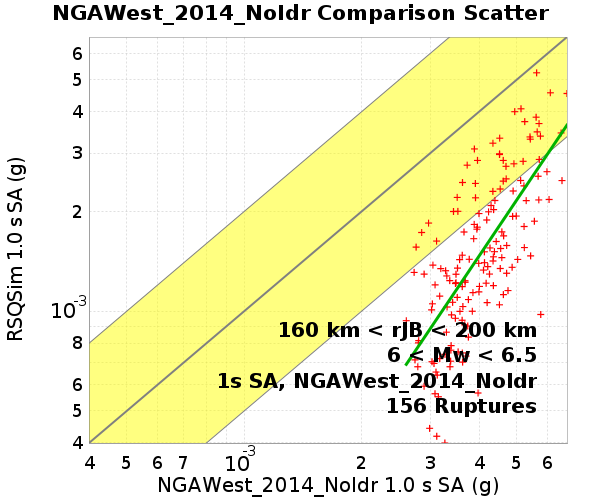 NGAWest_2014_NoIdr Comparison Scatter
RSQSim 1.0 s SA (g)
6
5
4
3
2
10-3
8
6
5
4
160 km < rJB < 200 km
6 < Mw < 6.5
1s SA, NGAWest_2014_NoIdr
156 Ruptures
4 5 6 7 10-3 2 3 4 5 6
NGAWest_2014_NoIdr 1.0 s SA (g)